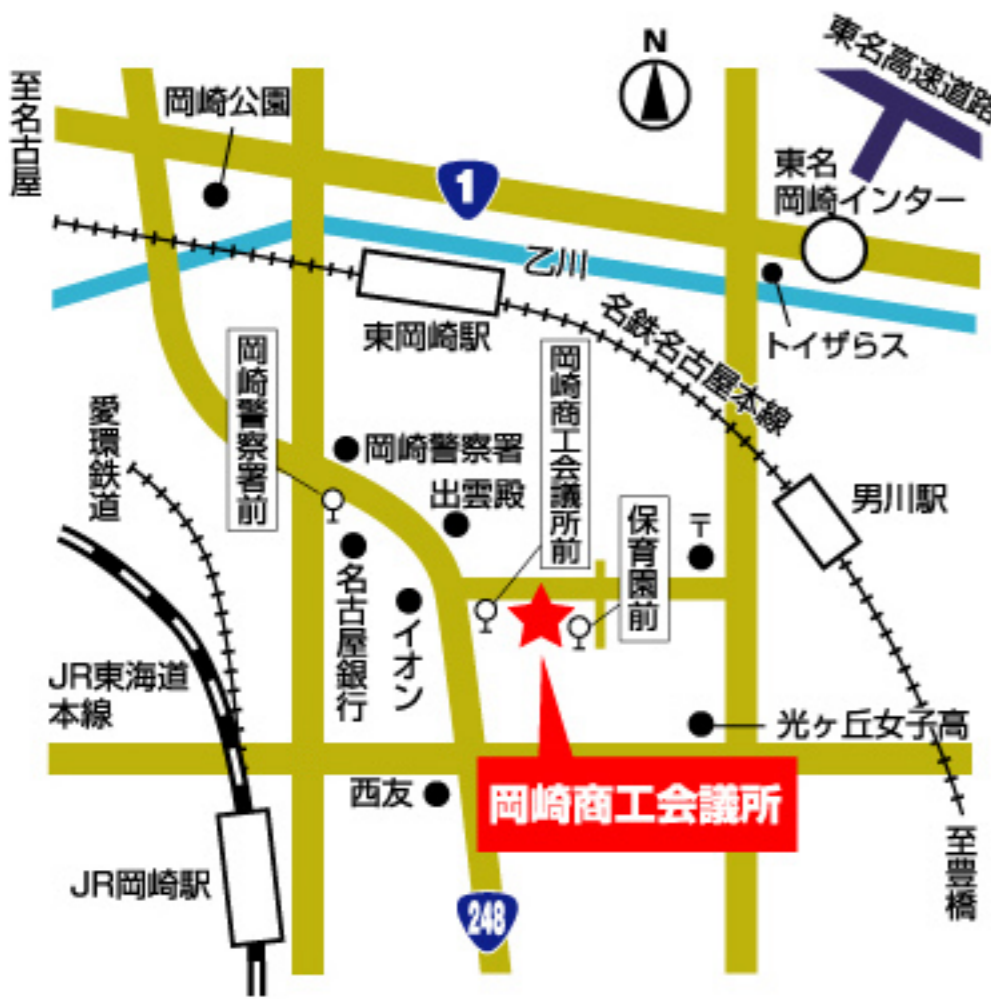 N
東名高速道路
至名古屋
岡崎公園
1
東名
岡崎インター
乙川
東岡崎駅
名鉄名古屋本線
トイザらス
岡崎警察署前
岡崎商工会議所前
愛環鉄道
岡崎警察署
出雲殿
保育園前
〒
男川駅
名古屋銀行
イオン
JR東海道
本線
光ヶ丘女子高
西友
岡崎商工会議所
JR岡崎駅
248
至豊橋